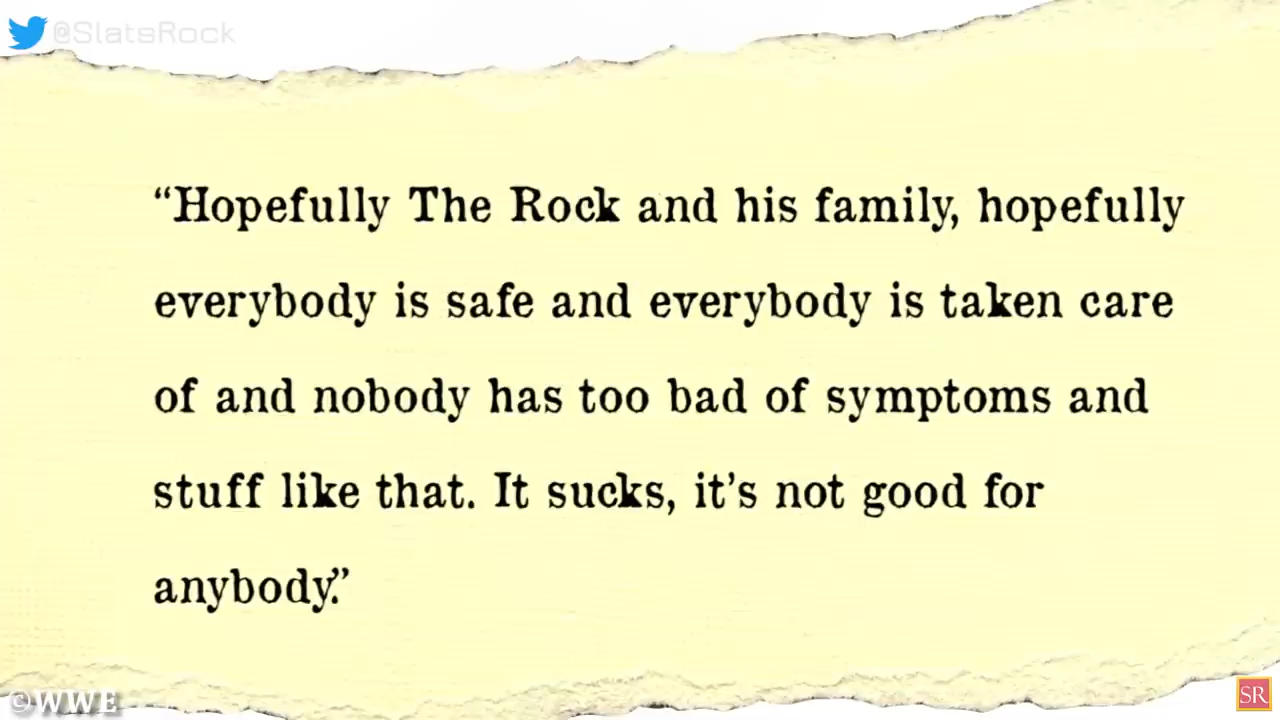 @SlatsRock
“Hopefully The Rock and his family, hopefully
everybody is safe and everybody is taken care
of and nobody has too bad of symptoms and
stuff like that. It sucks, it’s not good for
anybody.”
©WWE
SR